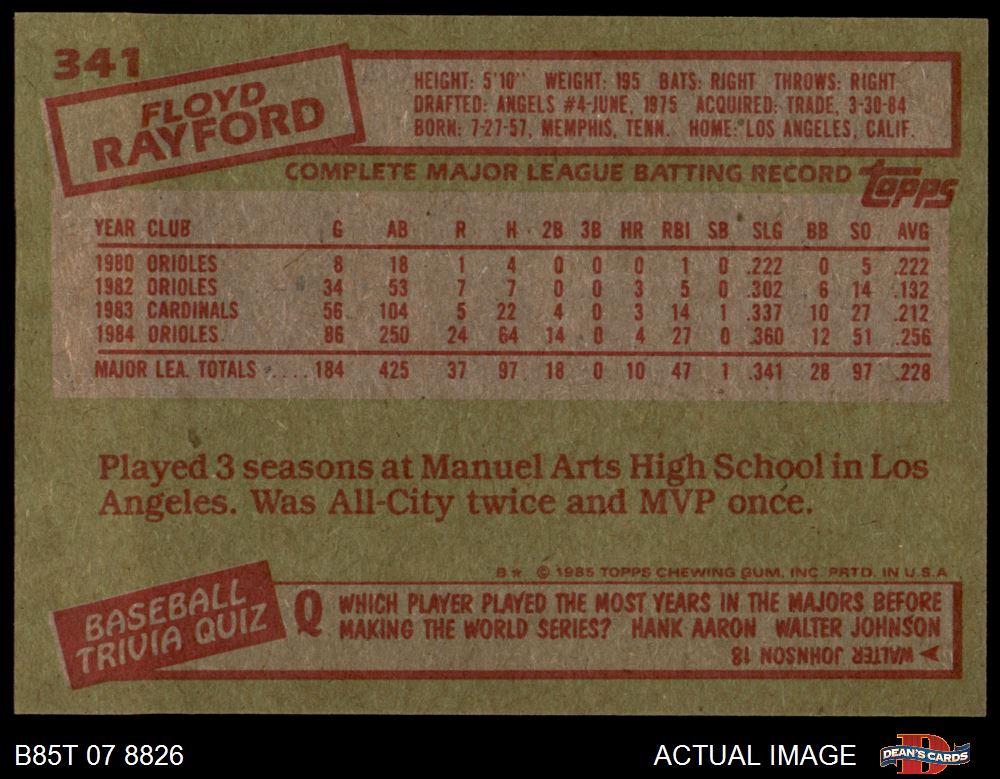 341
FLOYD
RAYFORD
HEIGHT: 5'10" WEIGHT: 195 BATS: RIGHT THROWS: RIGHT
DRAFTED: ANGELS #4-JUNE, 1975 ACQUIRED: TRADE, 3-30-84
BORN: 7-27-57, MEMPHIS, TENN. HOME: LOS ANGELES, CALIF.
COMPLETE MAJOR LEAGUE BATTING RECORD
topps
YEAR CLUB G AB R H 2B 3B HR RBI SB SLG BB SO AVG
1980 ORIOLES 8 18 1 4 0 0 0 1 0 .222 0 5 .222
1982 ORIOLES 34 53 7 7 0 0 3 5 0 .302 6 14 .132
1983 CARDINALS 56 104 5 22 4 0 3 14 1 .337 10 27 .212
1984 ORIOLES 86 250 24 64 14 0 4 27 0 .360 12 51 .256
MAJOR LEA. TOTALS .... 184 425 37 97 18 0 10 47 1 .341 28 97 .228
Played 3 seasons at Manuel Arts High School in Los
Angeles. Was All-City twice and MVP once.
B* © 1985 TOPPS CHEWING GUM, INC. PRTD. IN U.S.A
BASEBALL
TRIVIA QUIZ
Q WHICH PLAYER PLAYED THE MOST YEARS IN THE MAJORS BEFORE
MAKING THE WORLD SERIES? HANK AARON WALTER JOHNSON
A WALTER JOHNSON 18
B85T 07 8826
ACTUAL IMAGE
D
DEAN'S CARDS